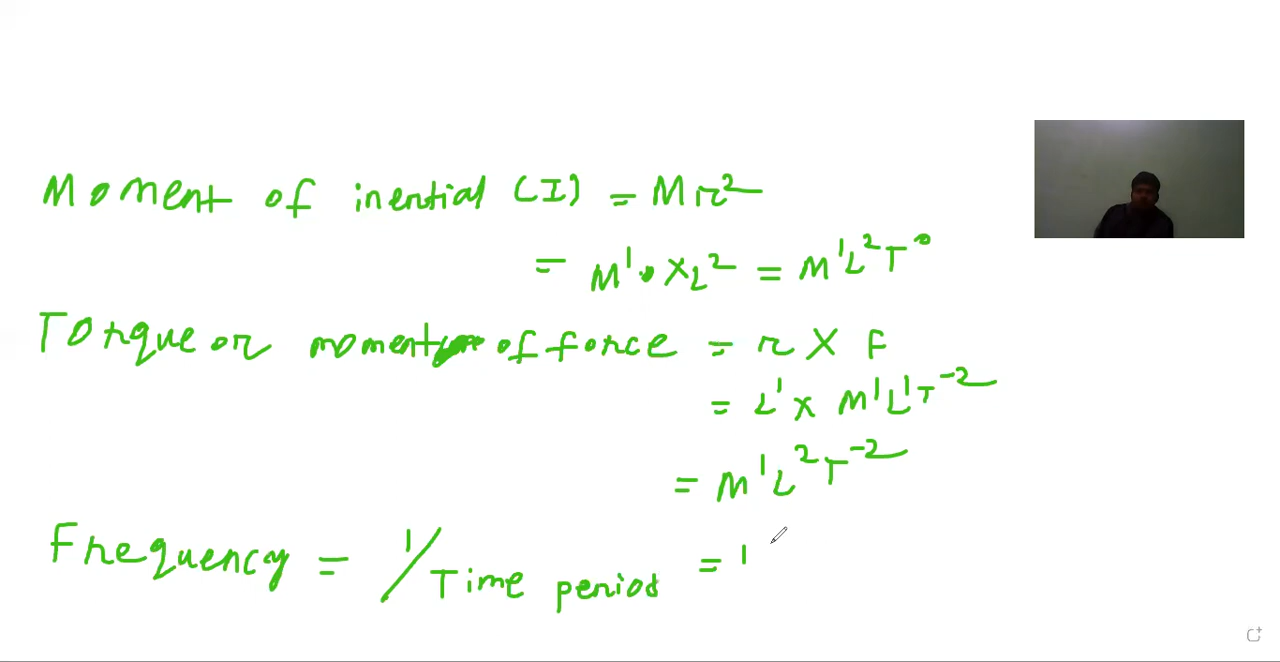 Moment of inertial (I) = Mr²
= M¹ . X L² = M¹L²T⁰
Torque or moment of force = r X F
= L¹ X M¹L¹T⁻²
= M¹L²T⁻²
Frequency = 1/Time period = 1